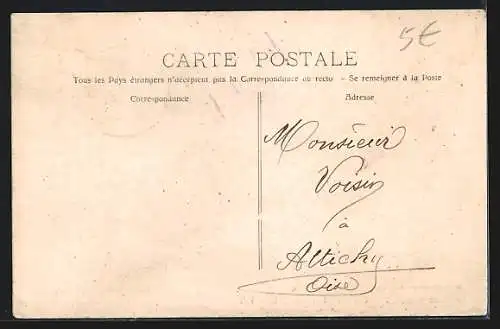 5€
CARTE POSTALE
Tous les Pays étrangers n'acceptent pas la Correspondance au recto - Se renseigner à la Poste
Correspondance
Adresse
Monsieur
Voisin
à
Attichy
Oise